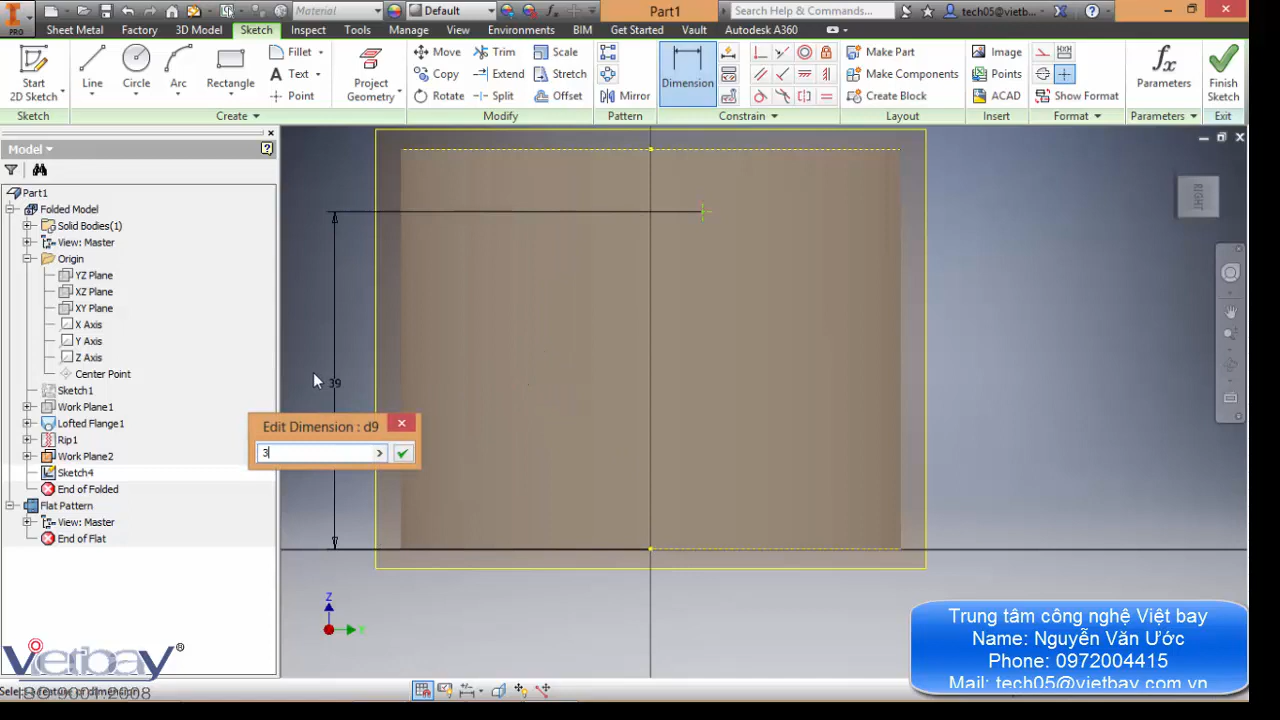 PRO
Material
Default
fx
Part1
Search Help & Commands...
tech05@vietb...
Sheet Metal
Factory
3D Model
Sketch
Inspect
Tools
Manage
View
Environments
BIM
Get Started
Vault
Autodesk A360
Start
2D Sketch
Line
Circle
Arc
Rectangle
Fillet
Text
Point
Project
Geometry
Move
Copy
Rotate
Trim
Extend
Split
Scale
Stretch
Offset
Mirror
Dimension
Make Part
Make Components
Create Block
Image
Points
ACAD
Show Format
fx
Parameters
Finish
Sketch
Sketch
Create
Modify
Pattern
Constrain
Layout
Insert
Format
Parameters
Exit
Model
Part1
Folded Model
Solid Bodies(1)
View: Master
Origin
YZ Plane
XZ Plane
XY Plane
X Axis
Y Axis
Z Axis
Center Point
Sketch1
Work Plane1
Lofted Flange1
Rip1
Work Plane2
Sketch4
End of Folded
Flat Pattern
View: Master
End of Flat
RIGHT
39
Edit Dimension : d9
3
Z
Vietbay®
Trung tâm công nghệ Việt bay
Name: Nguyễn Văn Ước
Phone: 0972004415
Mail: tech05@vietbay.com.vn